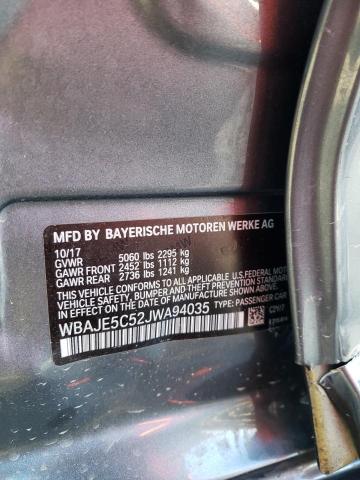 MFD BY BAYERISCHE MOTOREN WERKE AG
10/17
GVWR 5060 lbs 2295 kg
GAWR FRONT 2452 lbs 1112 kg
GAWR REAR 2736 lbs 1241 kg
THIS VEHICLE CONFORMS TO ALL APPLICABLE U.S. FEDERAL MOTOR
VEHICLE SAFETY, BUMPER, AND THEFT PREVENTION
STANDARDS IN EFFECT ON THE DATE OF MANUFACTURE SHOWN ABOVE.
WBAJE5C52JWA94035 TYPE: PASSENGER CAR